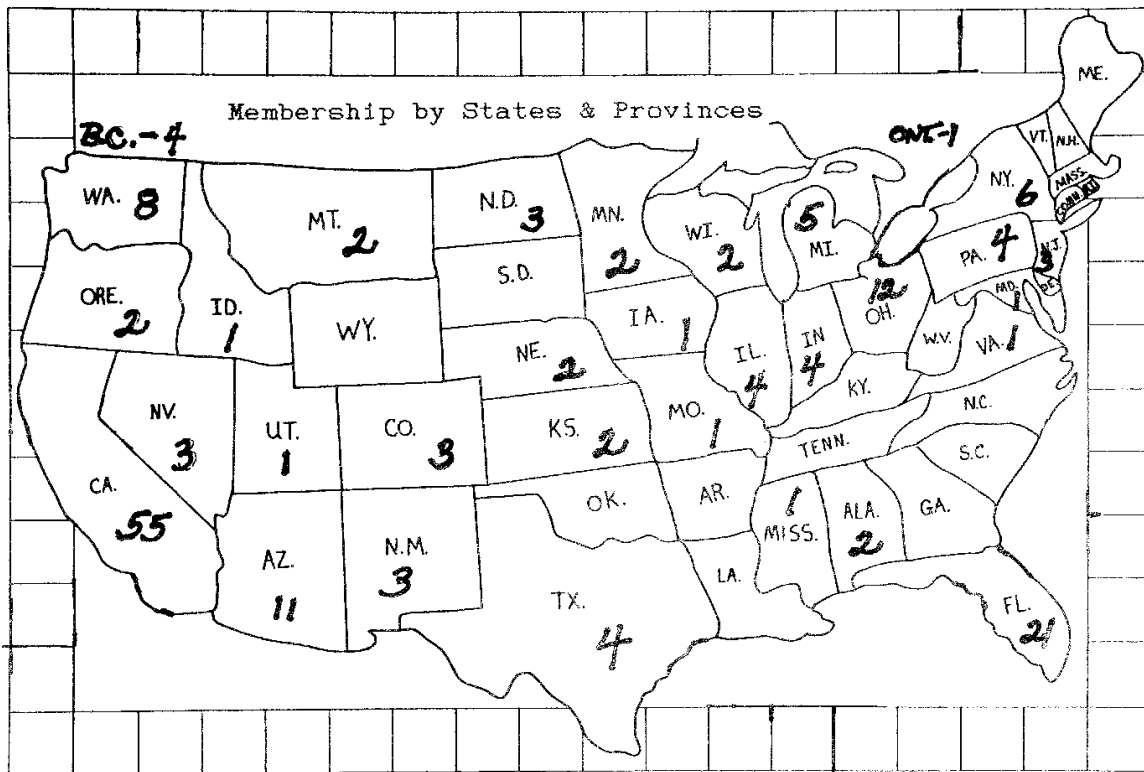 Membership by States & Provinces
B.C.-4
ONT-1
ME.
VT.
N.H.
MASS.
CONN.
R.I.
N.Y.
6
WA. 8
MT.
2
N.D.
3
MN.
2
WI.
2
5
MI.
PA. 4
N.J.
3
DE.
MD.
1
ORE.
2
ID.
1
WY.
S.D.
IA.
1
NE.
2
IL.
4
IN
4
12
OH.
W.V.
VA. 1
KY.
N.C.
NV.
3
UT.
1
CO.
3
KS.
2
MO.
1
TENN.
S.C.
CA.
55
AZ.
11
N.M.
3
OK.
AR.
1
MISS.
ALA.
2
GA.
TX.
4
LA.
FL.
21